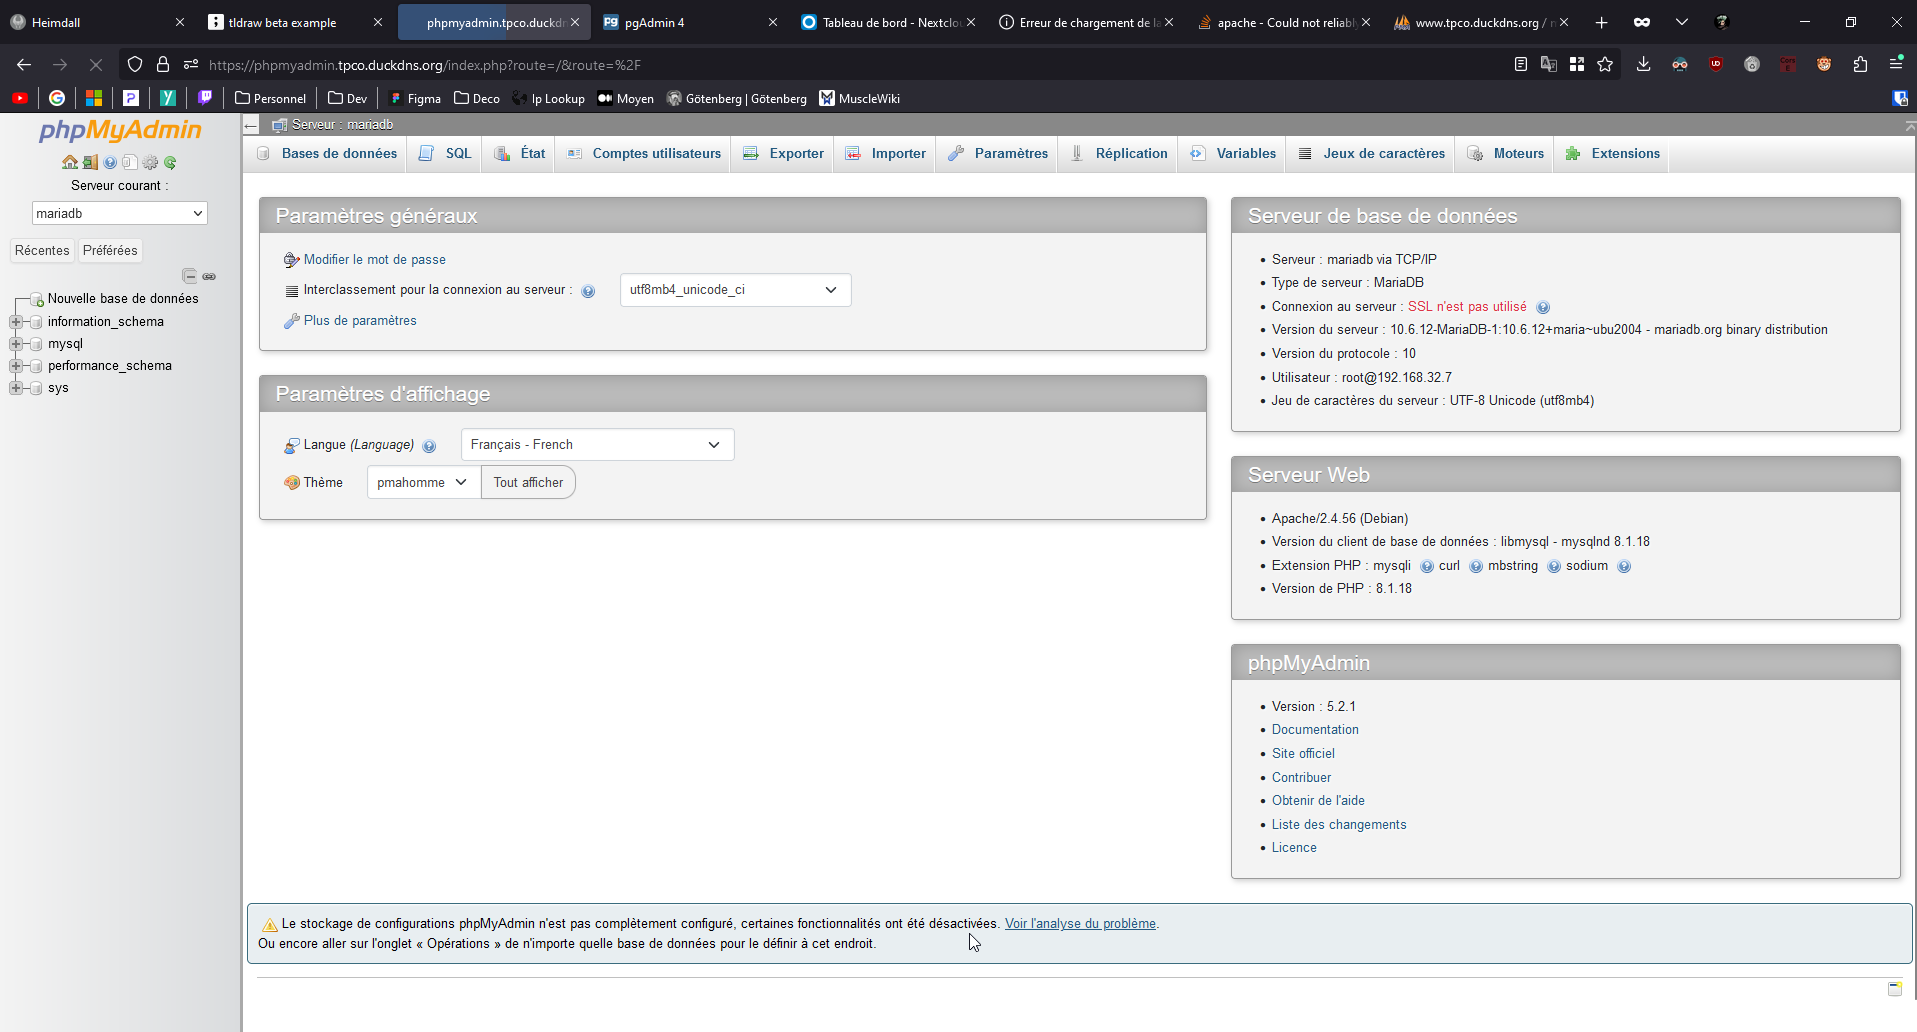 Heimdall
tldraw beta example
phpmyadmin.tpco.duckdn
pgAdmin 4
Tableau de bord - Nextclo
Erreur de chargement de la
apache - Could not reliabl
www.tpco.duckdns.org /
https://phpmyadmin.tpco.duckdns.org/index.php?route=/&route=%2F
Personnel
Dev
Figma
Deco
Ip Lookup
Moyen
Götenberg | Götenberg
MuscleWiki
phpMyAdmin
Serveur courant :
mariadb
Récentes
Préférées
Nouvelle base de données
information_schema
mysql
performance_schema
sys
Serveur : mariadb
Bases de données
SQL
État
Comptes utilisateurs
Exporter
Importer
Paramètres
Réplication
Variables
Jeux de caractères
Moteurs
Extensions
Paramètres généraux
Modifier le mot de passe
Interclassement pour la connexion au serveur :
utf8mb4_unicode_ci
Plus de paramètres
Paramètres d'affichage
Langue (Language)
Français - French
Thème
pmahomme
Tout afficher
Serveur de base de données
Serveur : mariadb via TCP/IP
Type de serveur : MariaDB
Connexion au serveur : SSL n'est pas utilisé
Version du serveur : 10.6.12-MariaDB-1:10.6.12+maria~ubu2004 - mariadb.org binary distribution
Version du protocole : 10
Utilisateur : root@192.168.32.7
Jeu de caractères du serveur : UTF-8 Unicode (utf8mb4)
Serveur Web
Apache/2.4.56 (Debian)
Version du client de base de données : libmysql - mysqlnd 8.1.18
Extension PHP : mysqli curl mbstring sodium
Version de PHP : 8.1.18
phpMyAdmin
Version : 5.2.1
Documentation
Site officiel
Contribuer
Obtenir de l'aide
Liste des changements
Licence
Le stockage de configurations phpMyAdmin n'est pas complètement configuré, certaines fonctionnalités ont été désactivées. Voir l'analyse du problème.
Ou encore aller sur l'onglet « Opérations » de n'importe quelle base de données pour le définir à cet endroit.